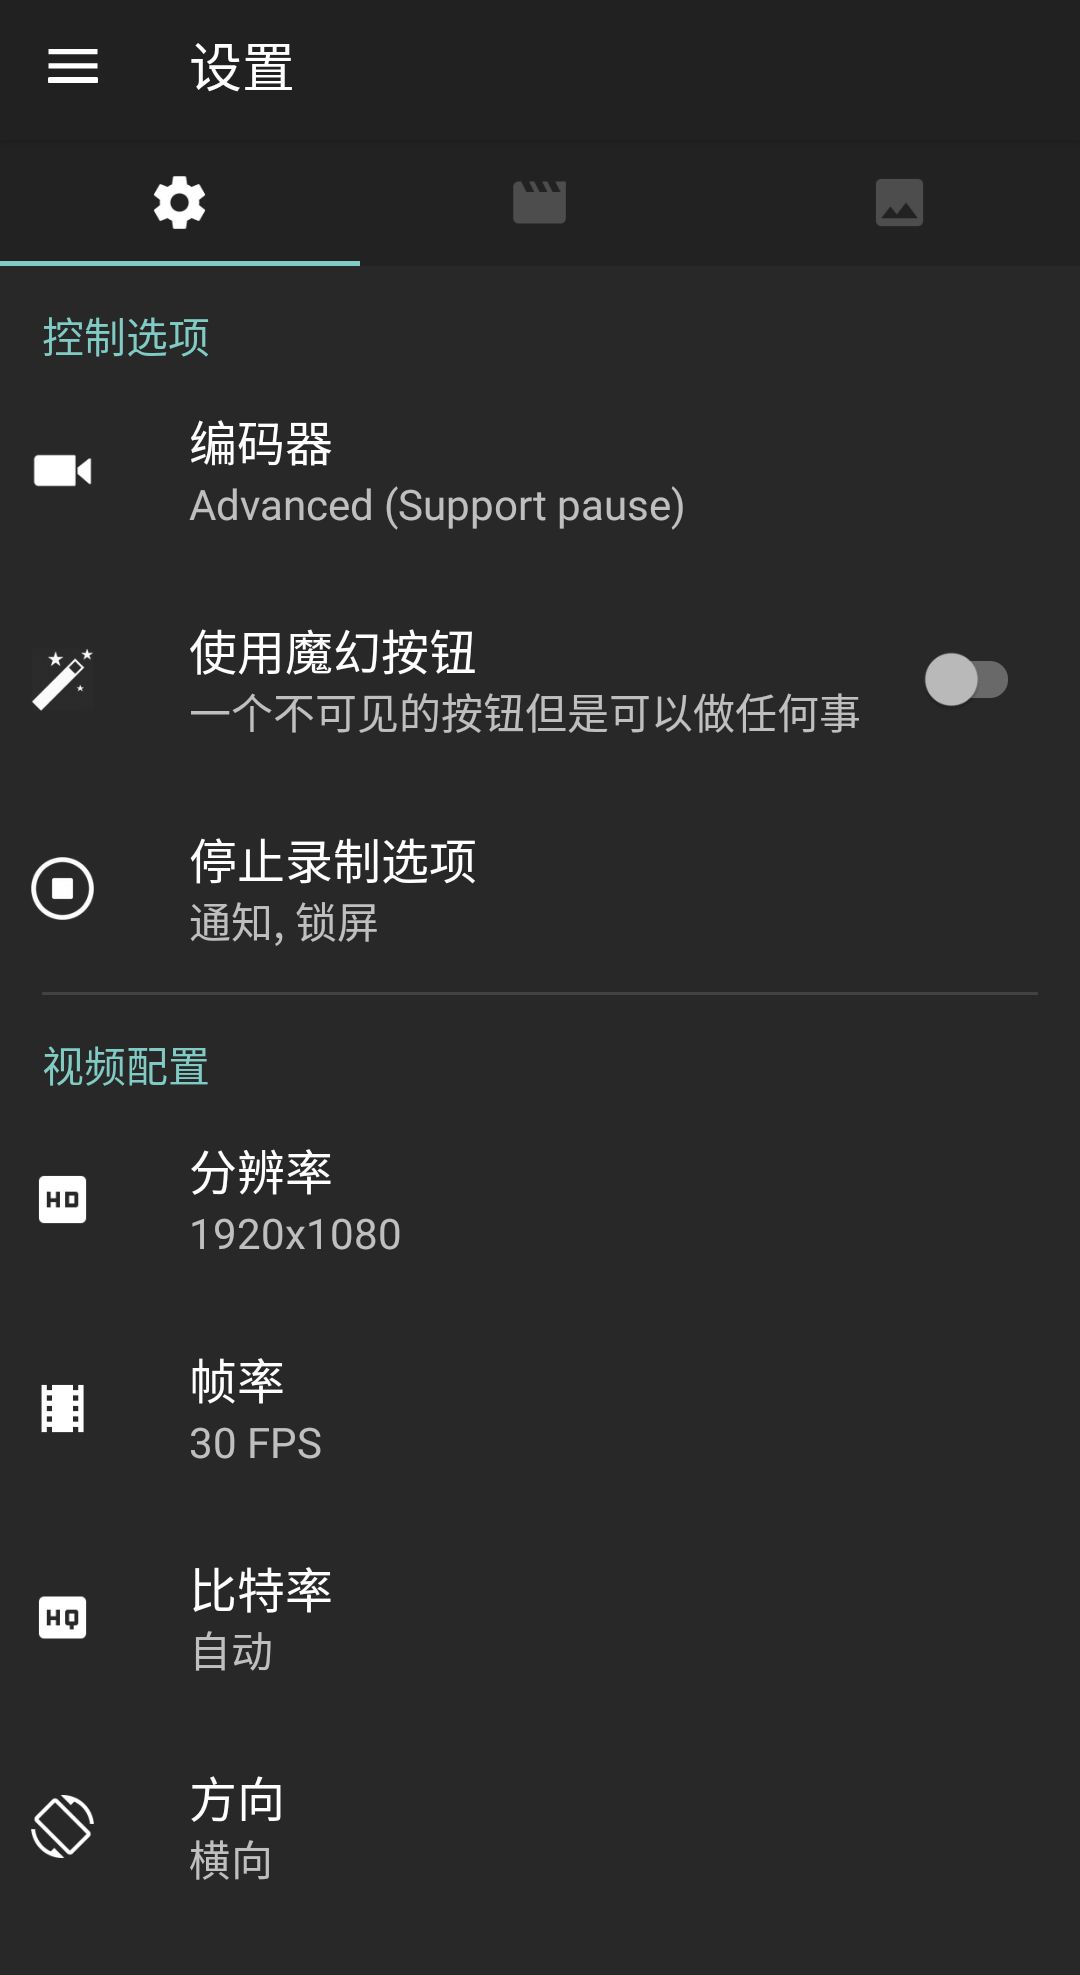 设置
控制选项
编码器
Advanced (Support pause)
使用魔幻按钮
一个不可见的按钮但是可以做任何事
停止录制选项
通知, 锁屏
视频配置
HD
分辨率
1920x1080
帧率
30 FPS
HQ
比特率
自动
方向
横向